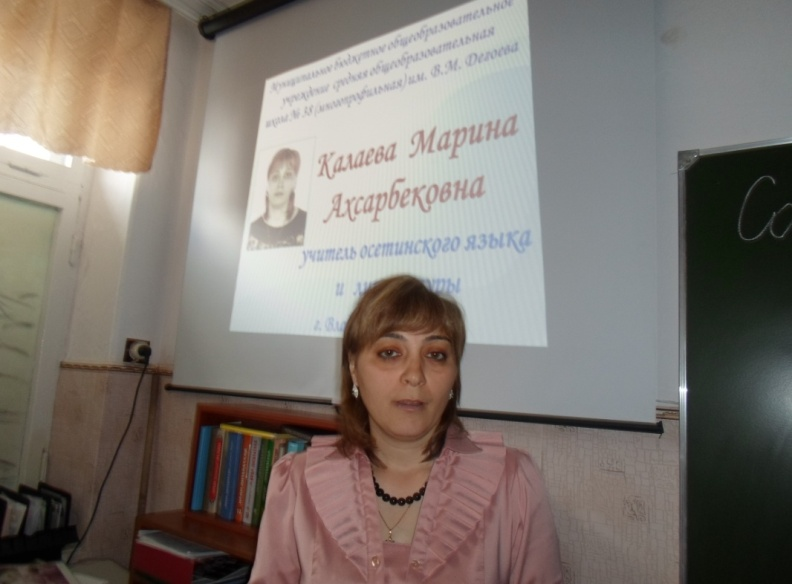 Муниципальное бюджетное общеобразовательное
учреждение средняя общеобразовательная
школа № 38 (многопрофильная) им. В.М. Дегоева
Калаева Марина
Ахсарбековна
учитель осетинского языка
и
г.